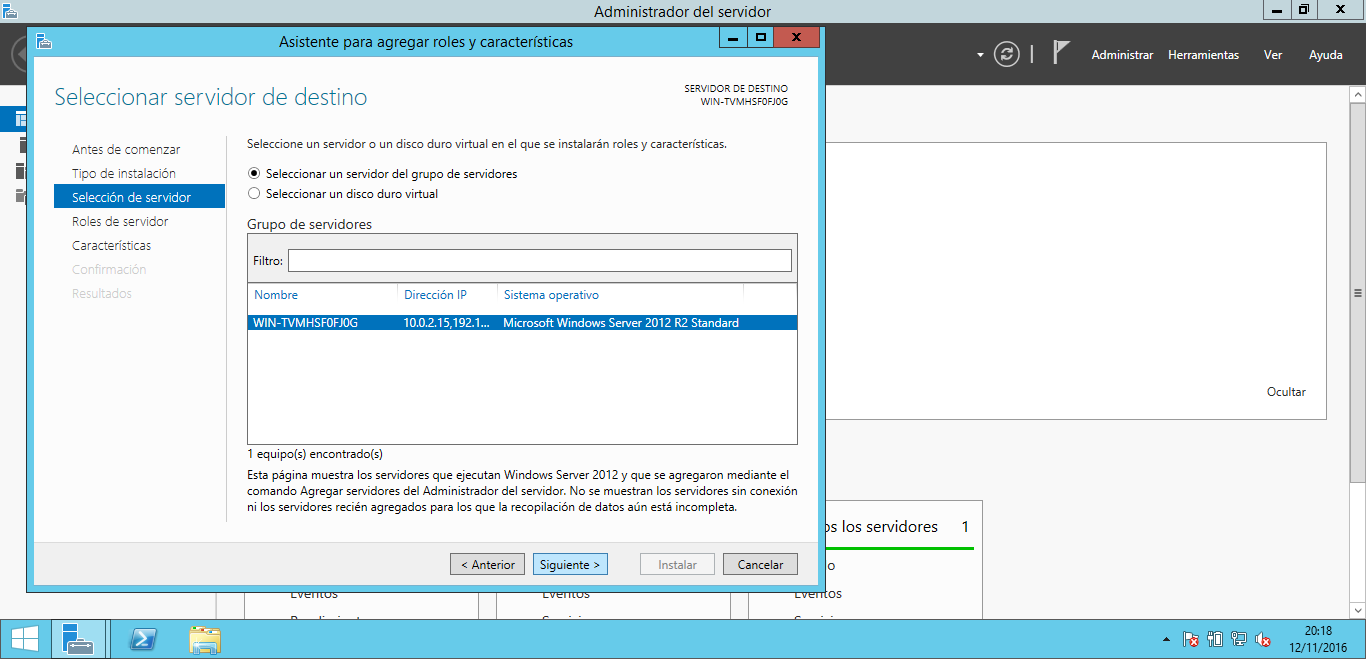 Administrador del servidor
Asistente para agregar roles y características
Administrar Herramientas Ver Ayuda
Seleccionar servidor de destino
SERVIDOR DE DESTINO
WIN-TVMHSF0FJ0G
Antes de comenzar
Tipo de instalación
Selección de servidor
Roles de servidor
Características
Confirmación
Resultados
Seleccione un servidor o un disco duro virtual en el que se instalarán roles y características.
Seleccionar un servidor del grupo de servidores
Seleccionar un disco duro virtual
Grupo de servidores
Filtro:
Nombre Dirección IP Sistema operativo
WIN-TVMHSF0FJ0G 10.0.2.15,192.1... Microsoft Windows Server 2012 R2 Standard
1 equipo(s) encontrado(s)
Esta página muestra los servidores que ejecutan Windows Server 2012 y que se agregaron mediante el
comando Agregar servidores del Administrador del servidor. No se muestran los servidores sin conexión
ni los servidores recién agregados para los que la recopilación de datos aún está incompleta.
< Anterior Siguiente > Instalar Cancelar
Ocultar
os los servidores 1
Eventos Eventos Eventos
20:18
12/11/2016